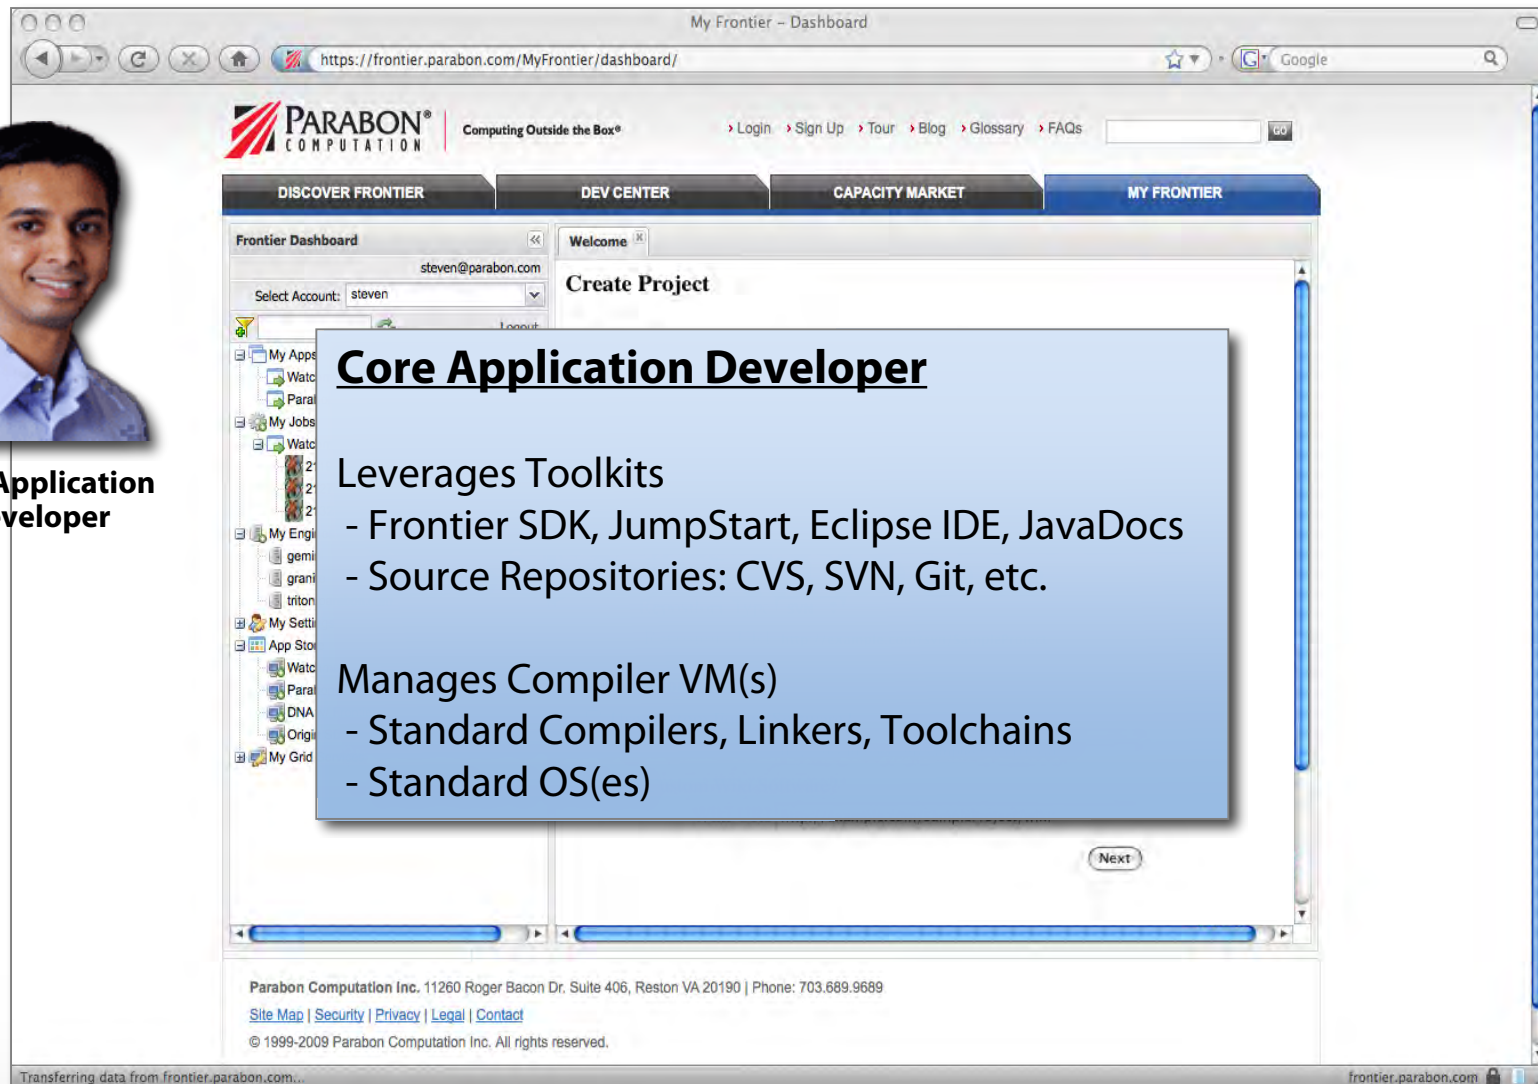 My Frontier – Dashboard
https://frontier.parabon.com/MyFrontier/dashboard/
Google
PARABON®
COMPUTATION
Computing Outside the Box®
Login
Sign Up
Tour
Blog
Glossary
FAQs
GO
DISCOVER FRONTIER
DEV CENTER
CAPACITY MARKET
MY FRONTIER
Frontier Dashboard
Welcome
steven@parabon.com
Select Account: steven
Create Project
Logout
My Apps
My Jobs
App
My Grid
DNA
triton
Core Application Developer
Leverages Toolkits
- Frontier SDK, JumpStart, Eclipse IDE, JavaDocs
- Source Repositories: CVS, SVN, Git, etc.
Manages Compiler VM(s)
- Standard Compilers, Linkers, Toolchains
- Standard OS(es)
Application
veloper
Next
Parabon Computation Inc. 11260 Roger Bacon Dr. Suite 406, Reston VA 20190 | Phone: 703.689.9689
Site Map | Security | Privacy | Legal | Contact
© 1999-2009 Parabon Computation Inc. All rights reserved.
Transferring data from frontier.parabon.com...
frontier.parabon.com